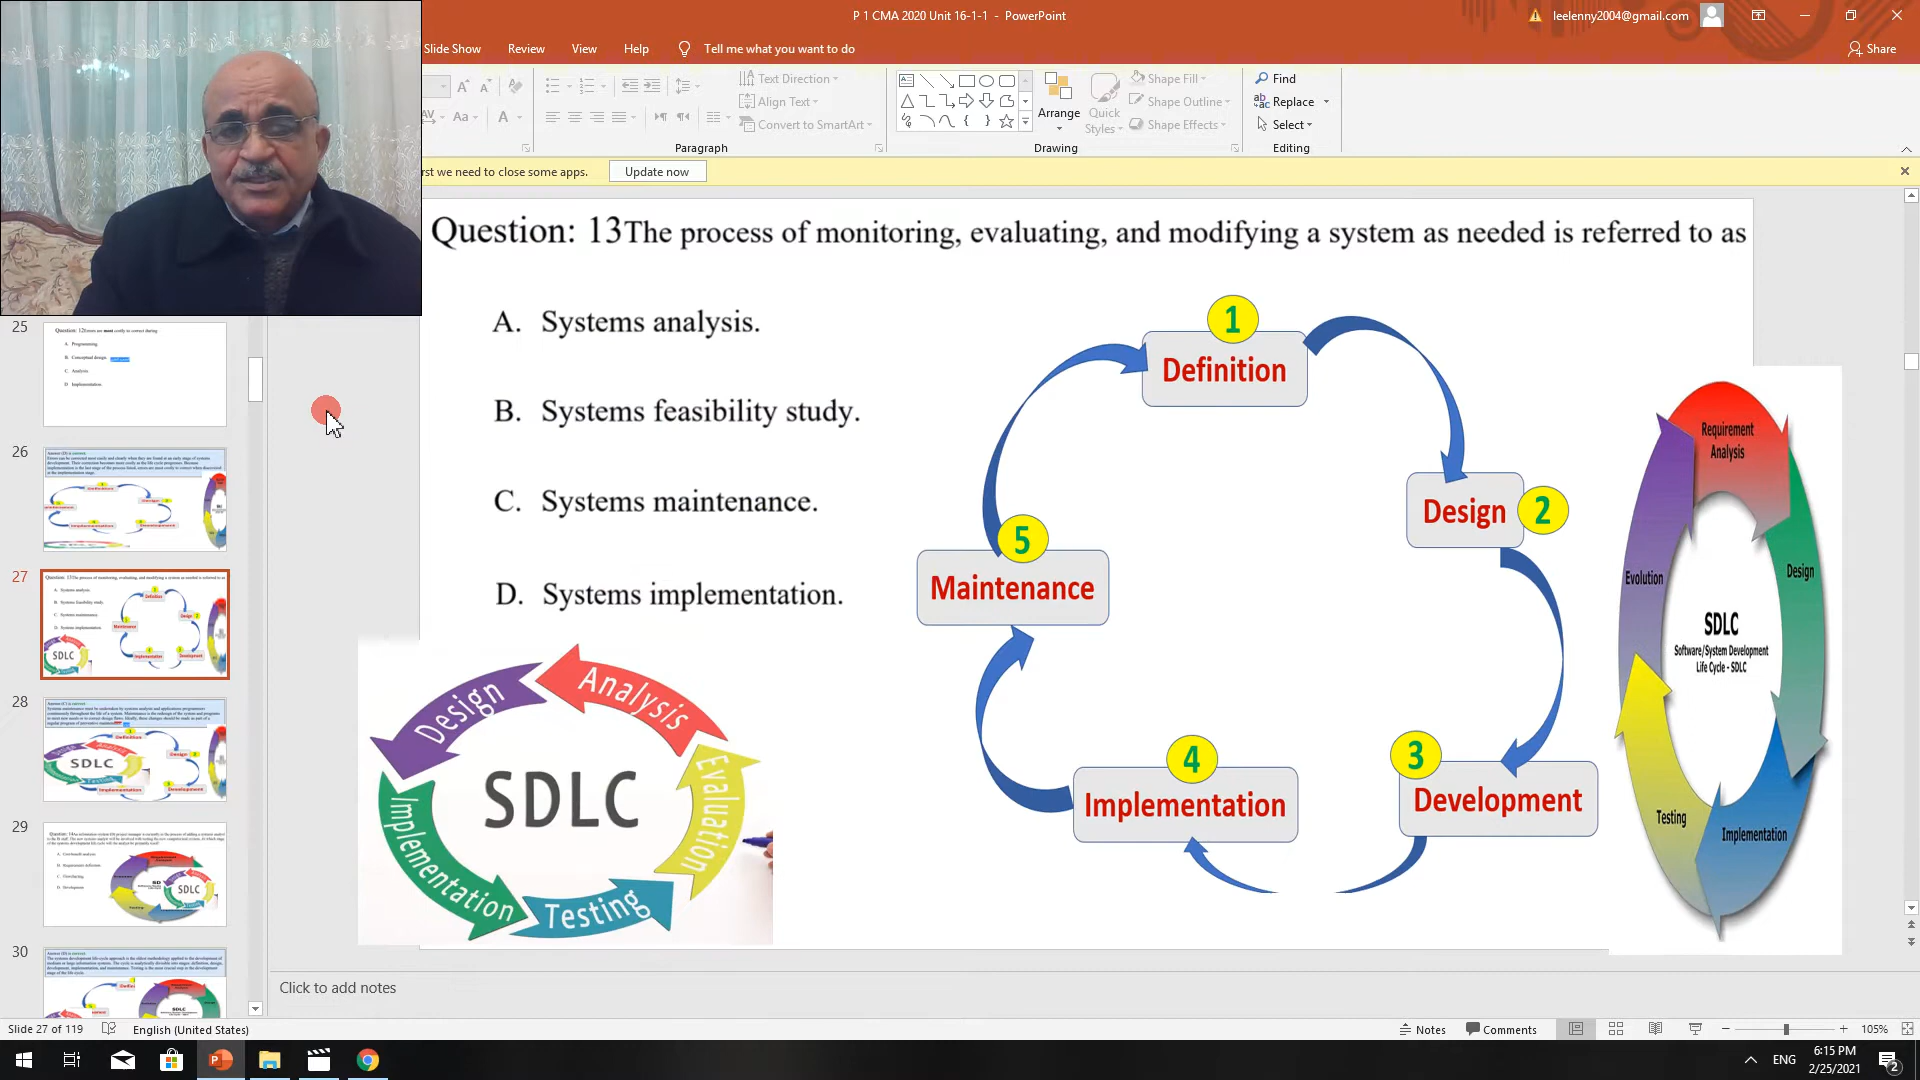 P 1 CMA 2020 Unit 16-1-1 - PowerPoint
leelenny2004@gmail.com
Slide Show
Review
View
Help
Tell me what you want to do
Share
Text Direction
Align Text
Convert to SmartArt
Paragraph
Arrange
Quick
Styles
Shape Fill
Shape Outline
Shape Effects
Drawing
Find
Replace
Select
Editing
rst we need to close some apps.
Update now
Question: 13The process of monitoring, evaluating, and modifying a system as needed is referred to as
A. Systems analysis.
B. Systems feasibility study.
C. Systems maintenance.
D. Systems implementation.
1
Definition
Design
2
3
Development
4
Implementation
5
Maintenance
SDLC
Analysis
Design
Implementation
Testing
Evaluation
Requirement
Analysis
Design
Implementation
Testing
Evolution
SDLC
Software/System Development
Life Cycle - SDLC
25
26
27
28
29
30
Click to add notes
Slide 27 of 119
English (United States)
Notes
Comments
105%
ENG
6:15 PM
2/25/2021
2